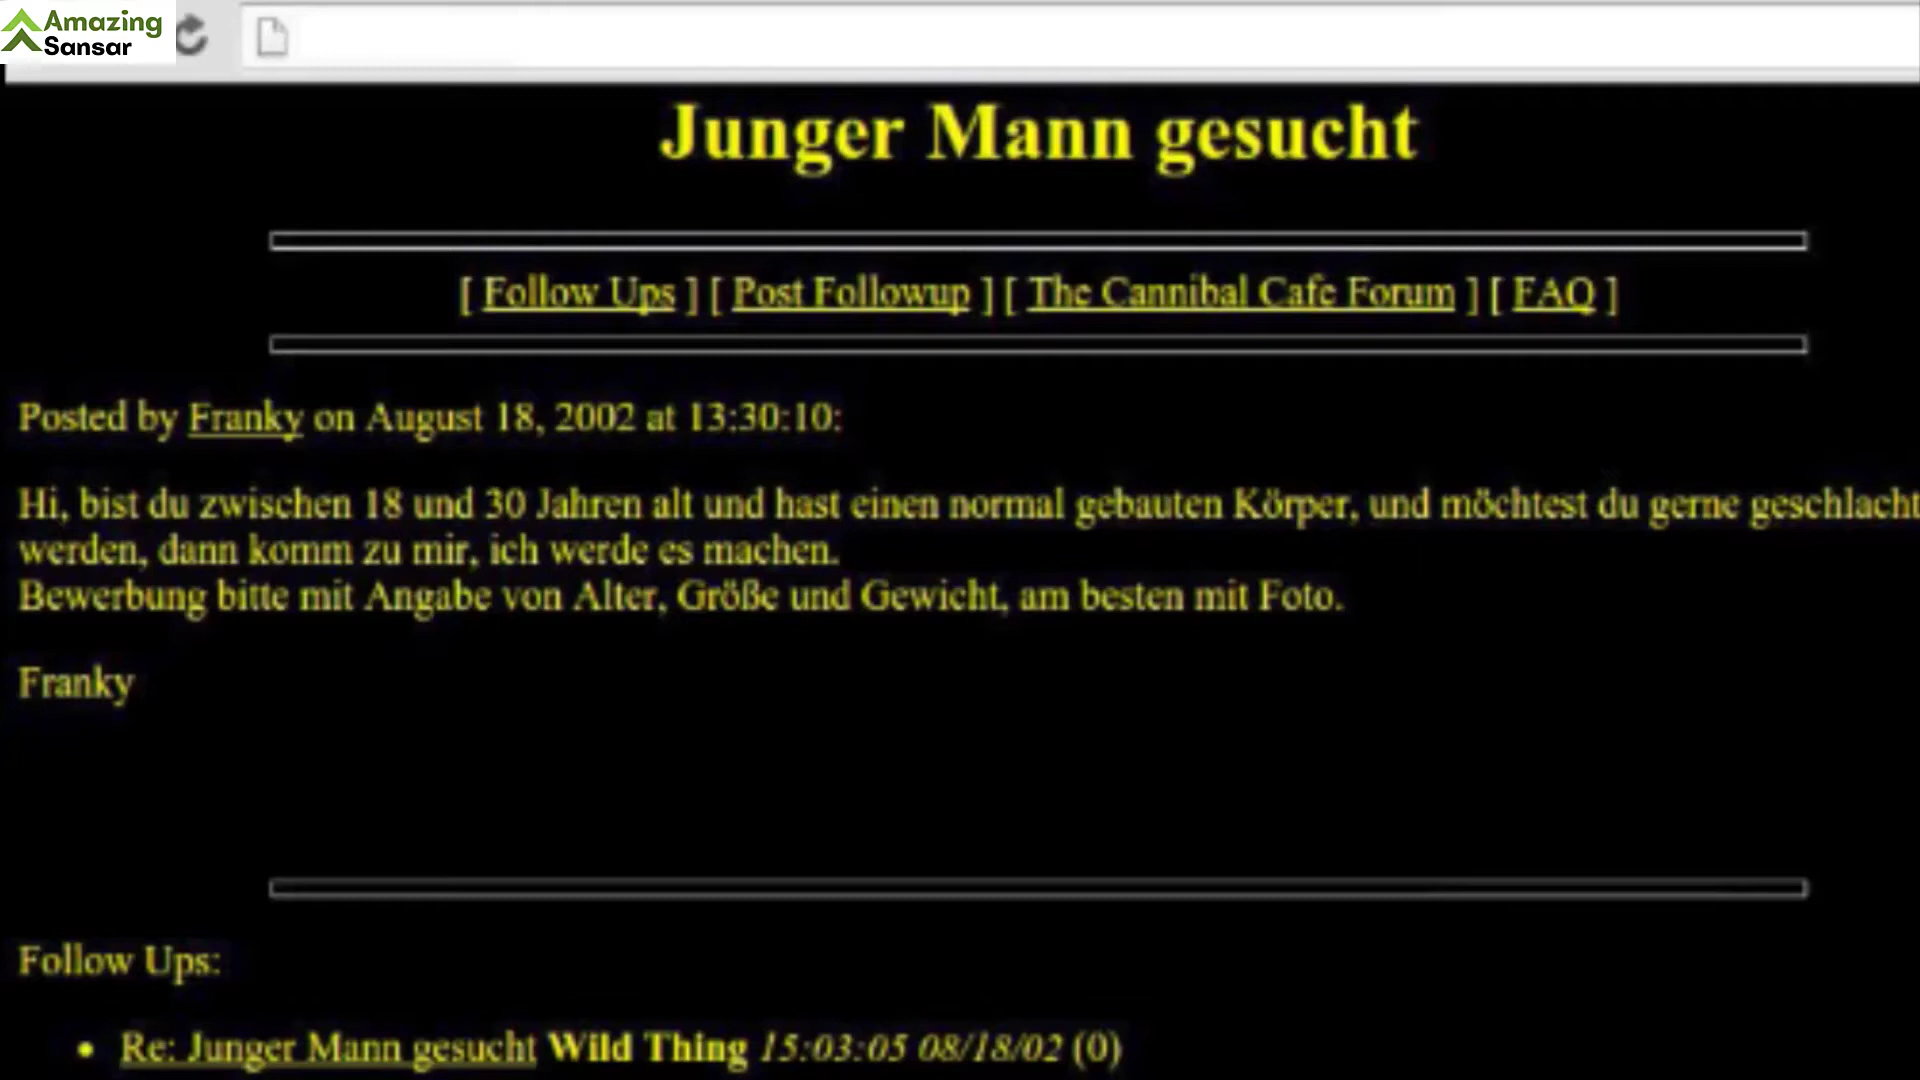 Amazing
Sansar
Junger Mann gesucht
[ Follow Ups ] [ Post Followup ] [ The Cannibal Cafe Forum ] [ FAQ ]
Posted by Franky on August 18, 2002 at 13:30:10:
Hi, bist du zwischen 18 und 30 Jahren alt und hast einen normal gebauten Körper, und möchtest du gerne geschlacht
werden, dann komm zu mir, ich werde es machen.
Bewerbung bitte mit Angabe von Alter, Größe und Gewicht, am besten mit Foto.
Franky
Follow Ups:
• Re: Junger Mann gesucht Wild Thing 15:03:05 08/18/02 (0)